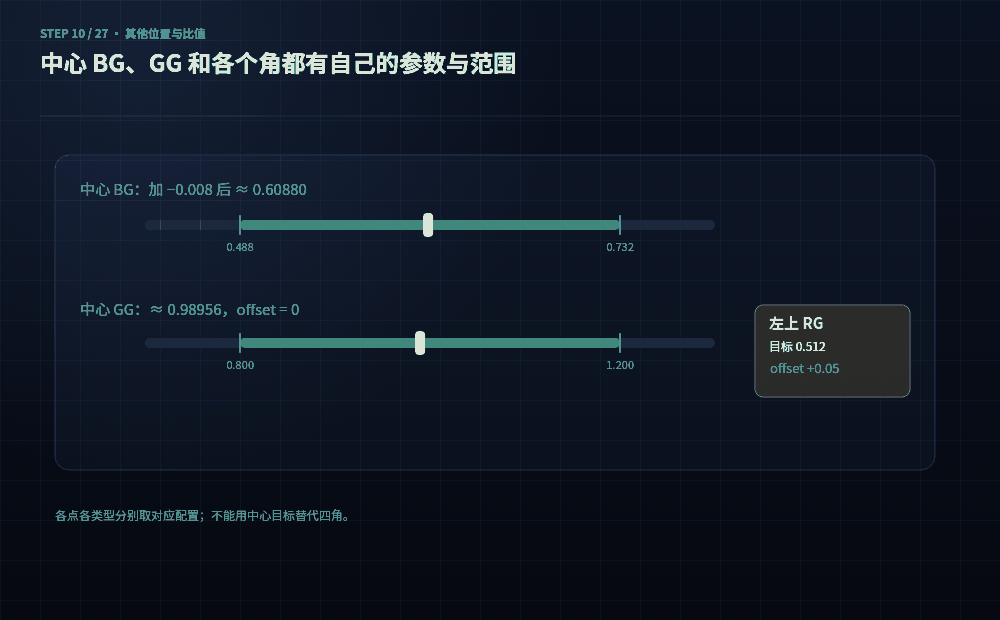 STEP 10 / 27 · 其他位置与比值
中心 BG、GG 和各个角都有自己的参数与范围
中心 BG：加 −0.008 后 ≈ 0.60880
0.488
0.732
中心 GG：≈ 0.98956，offset = 0
0.800
1.200
左上 RG
目标 0.512
offset +0.05
各点各类型分别取对应配置；不能用中心目标替代四角。